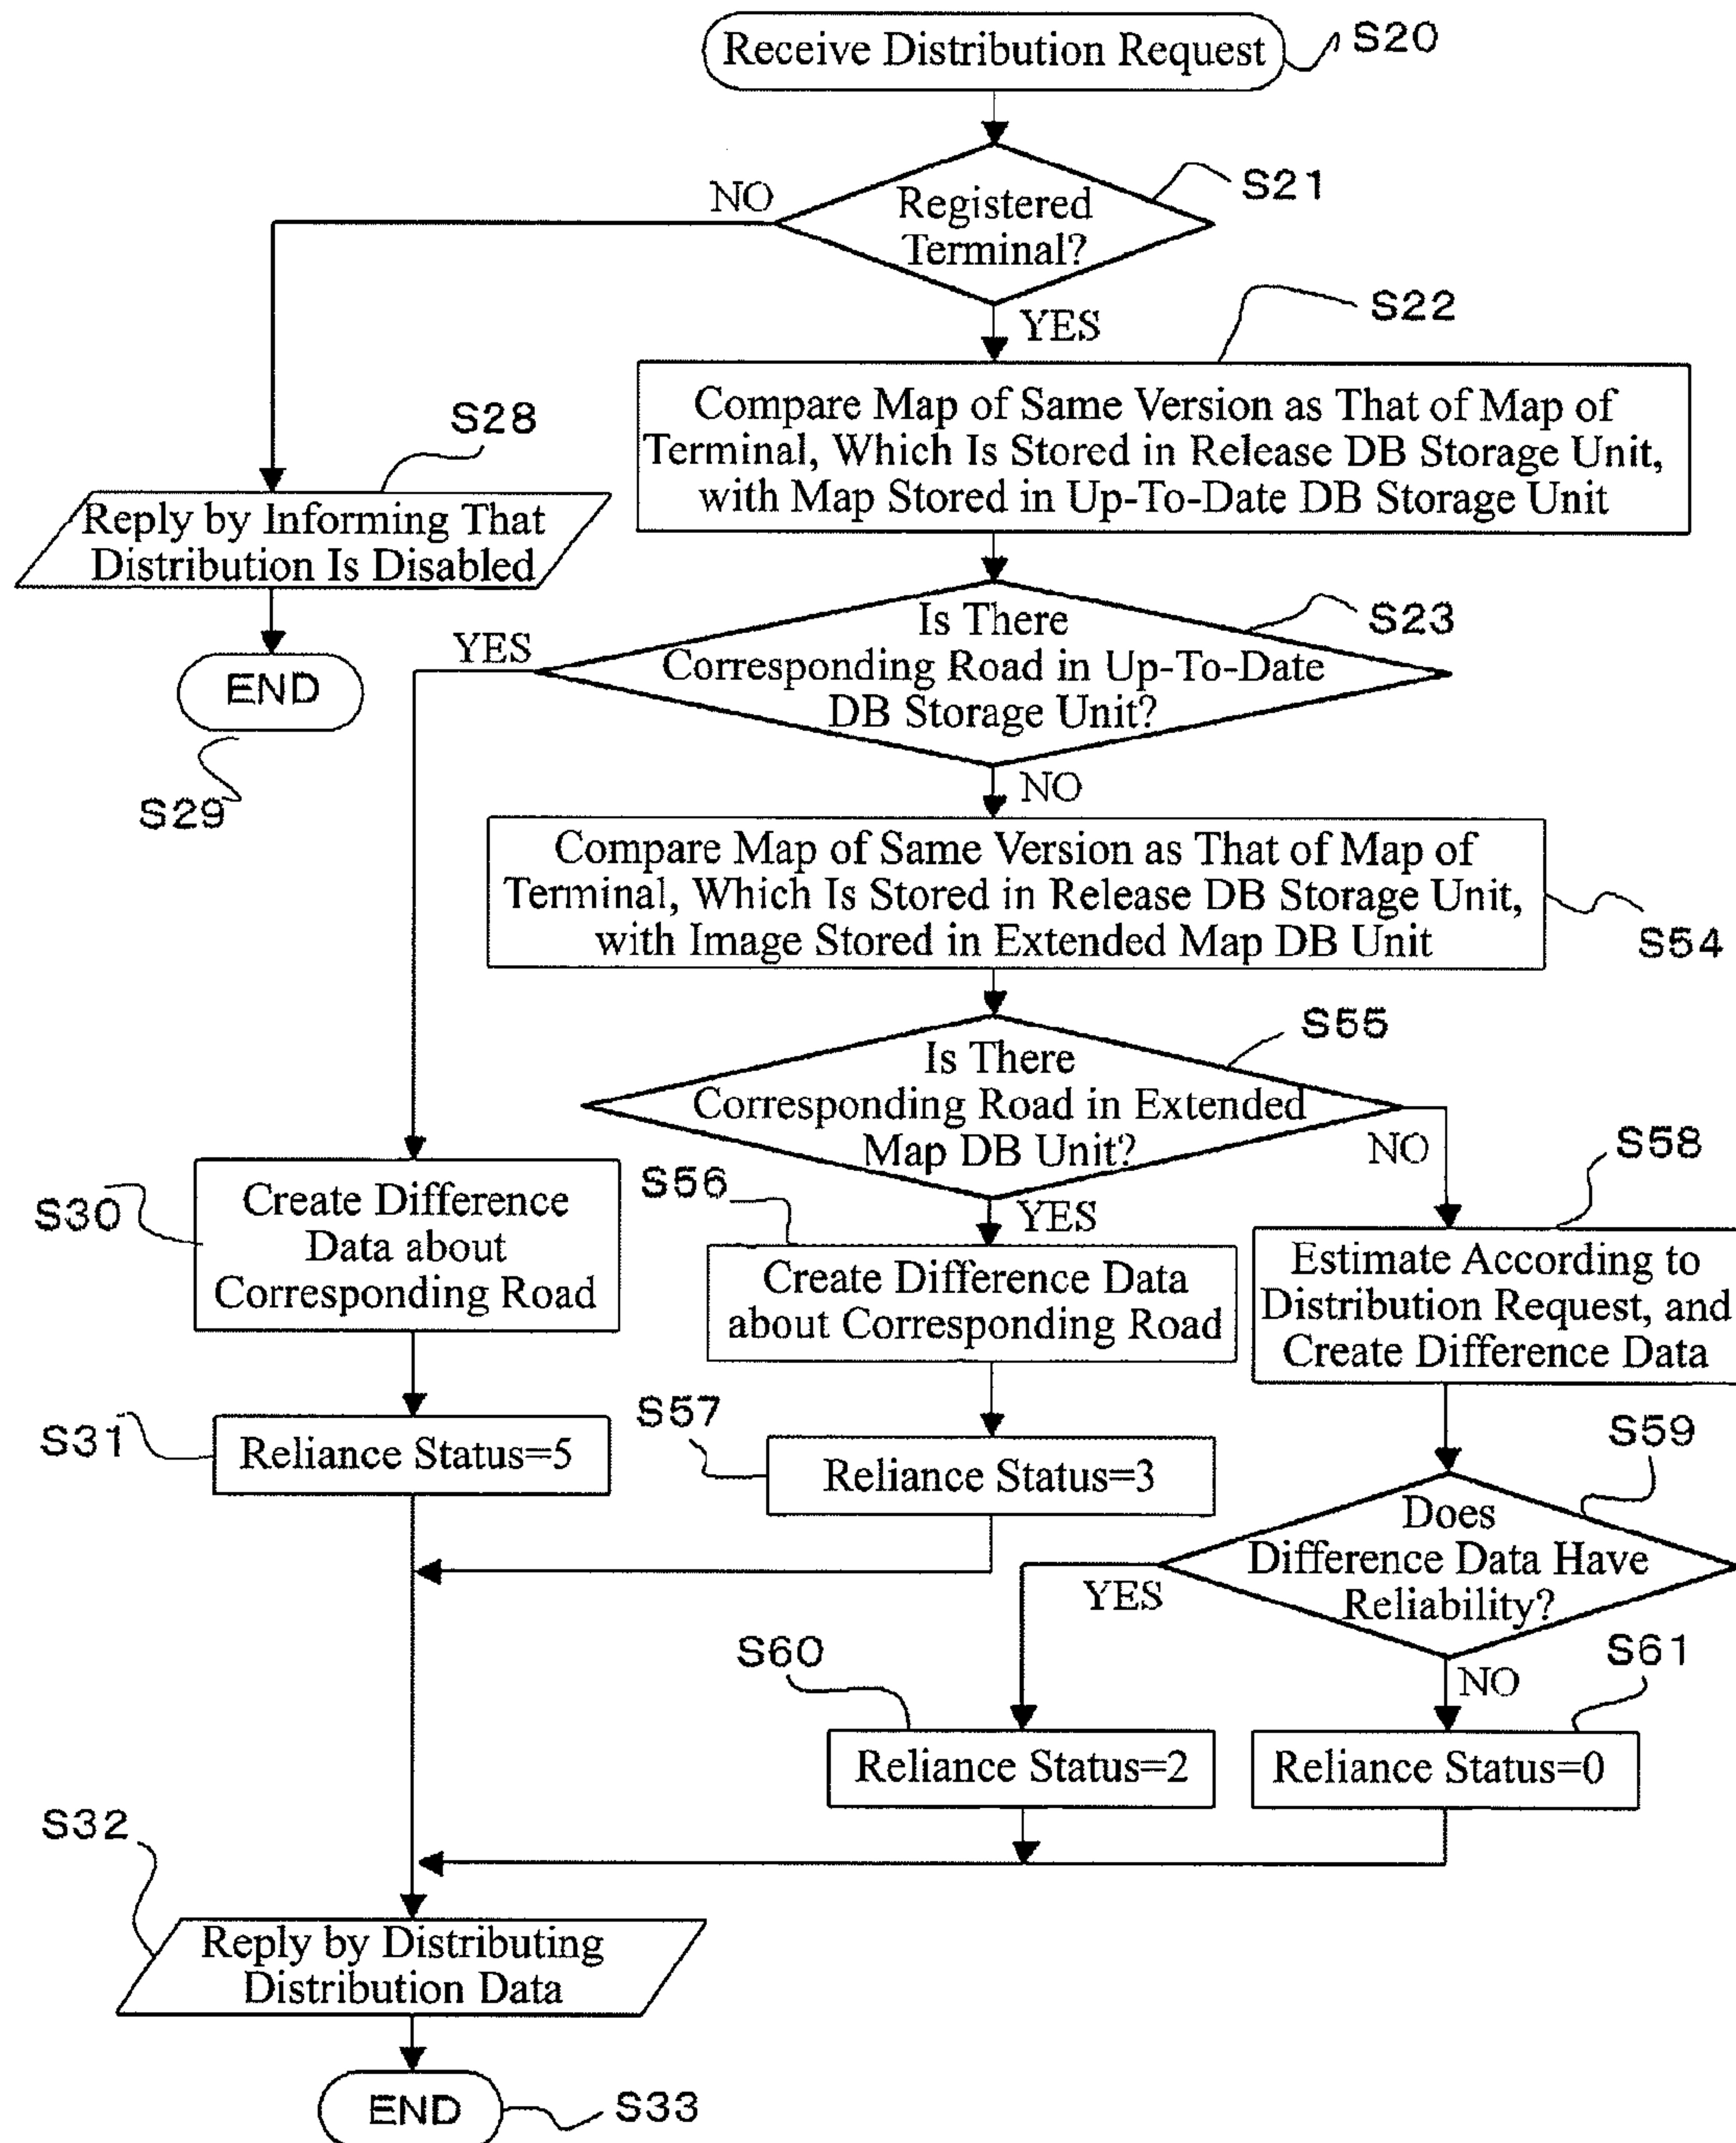 Receive Distribution Request
S20
Registered
Terminal?
S21
NO
YES
S22
Compare Map of Same Version as That of Map of
Terminal, Which Is Stored in Release DB Storage Unit,
with Map Stored in Up-To-Date DB Storage Unit
S28
Reply by Informing That
Distribution Is Disabled
END
S29
Is There
Corresponding Road in Up-To-Date
DB Storage Unit?
S23
YES
NO
Compare Map of Same Version as That of Map of
Terminal, Which Is Stored in Release DB Storage Unit,
with Image Stored in Extended Map DB Unit
S54
Is There
Corresponding Road in Extended
Map DB Unit?
S55
NO
YES
S30
Create Difference
Data about
Corresponding Road
S56
Create Difference Data
about Corresponding Road
S58
Estimate According to
Distribution Request, and
Create Difference Data
S31
Reliance Status=5
S57
Reliance Status=3
S59
Does
Difference Data Have
Reliability?
YES
NO
S60
Reliance Status=2
S61
Reliance Status=0
S32
Reply by Distributing
Distribution Data
END
S33